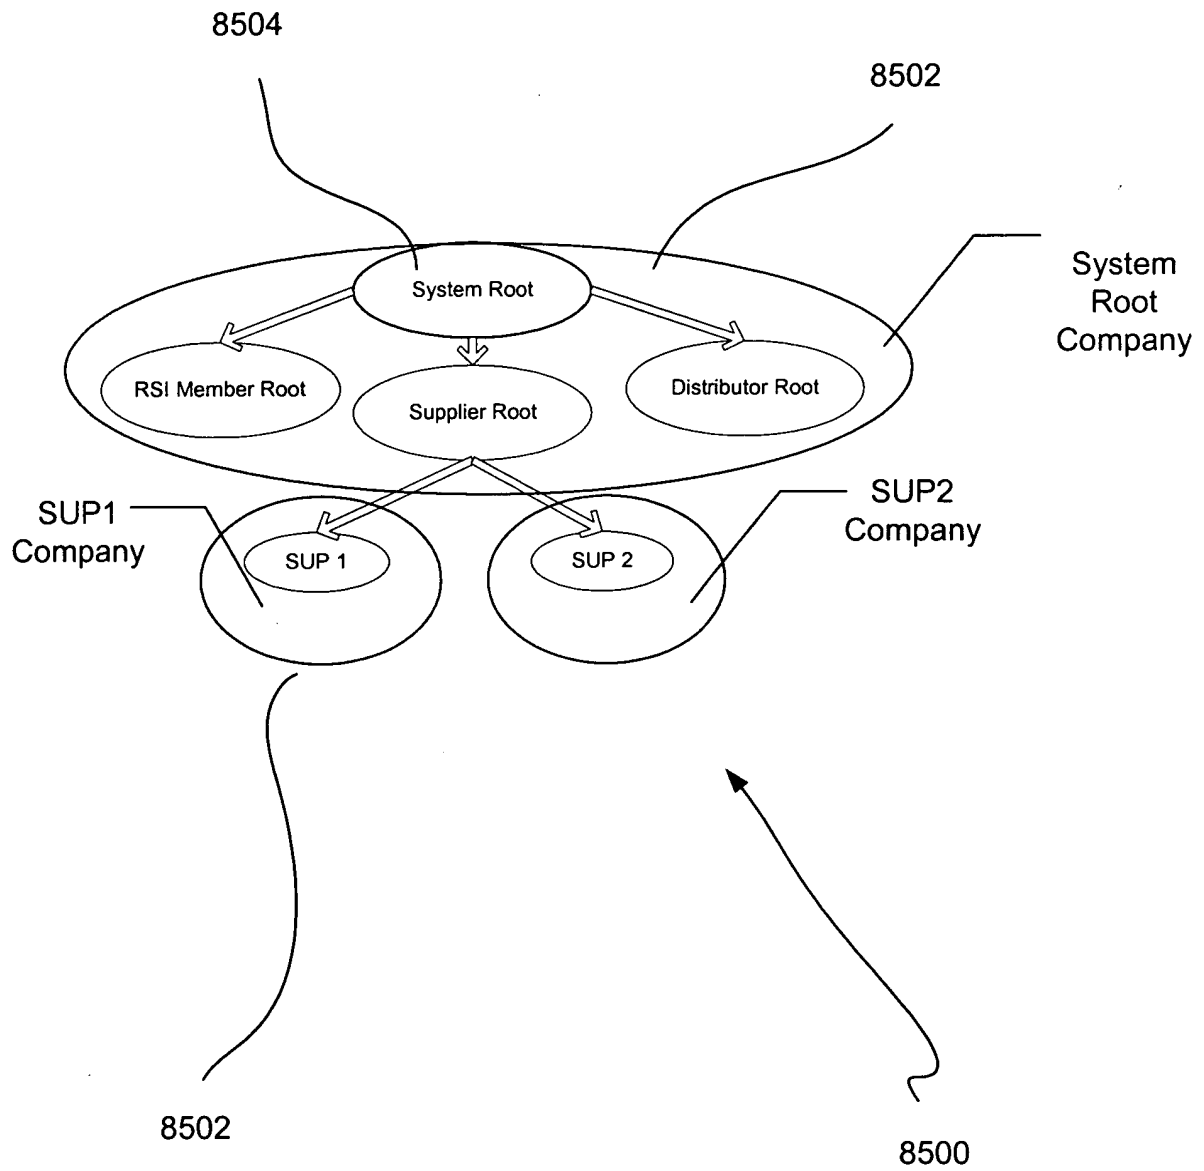 8504
8502
System Root
System
Root
Company
RSI Member Root
Supplier Root
Distributor Root
SUP1
Company
SUP2
Company
SUP 1
SUP 2
8502
8500